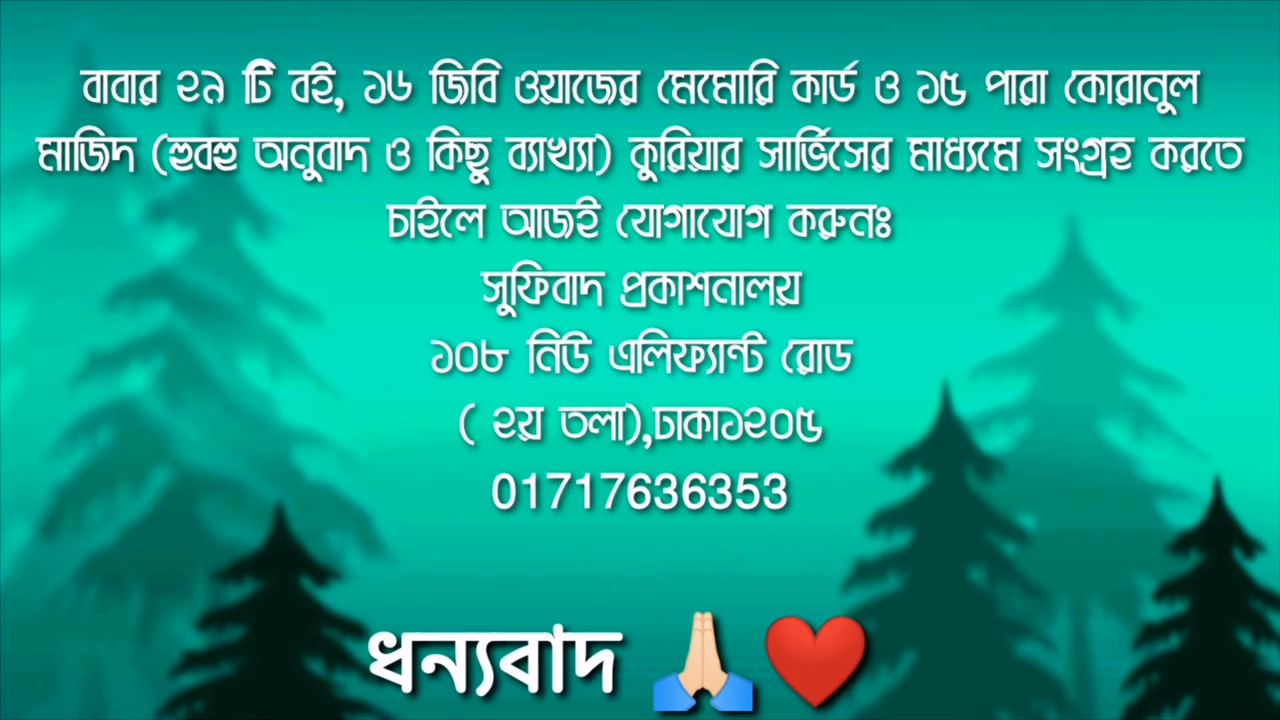 বাবার ২৯ টি বই, ১৬ জিবি ওয়াজের মেমোরি কার্ড ও ১৫ পারা কোরানুল
মাজিদ (হুবহু অনুবাদ ও কিছু ব্যাখ্যা) কুরিয়ার সার্ভিসের মাধ্যমে সংগ্রহ করতে
চাইলে আজই যোগাযোগ করুনঃ
সুফিবাদ প্রকাশনালয়
১০৮ নিউ এলিফ্যান্ট রোড
( ২য় তলা),ঢাকা১২০৫
01717636353
ধন্যবাদ 🙏🏻❤️